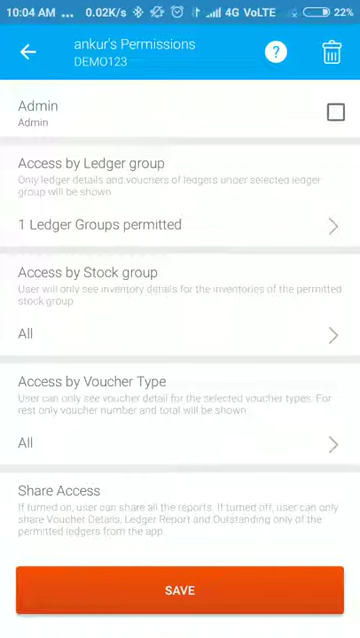 10:04 AM ... 0.02K/s 4G VoLTE 22%
ankur's Permissions
DEMO123
?
Admin
Admin
Access by Ledger group
Only ledger details and vouchers of ledgers under selected ledger
group will be shown
1 Ledger Groups permitted
Access by Stock group
User will only see inventory details for the inventories of the permitted
stock group
All
Access by Voucher Type
User can only see voucher detail for the selected voucher types. For
rest only voucher number and total will be shown
All
Share Access
If turned on, user can share all the reports. If turned off, user can only
share Voucher Details, Ledger Report and Outstanding only of the
permitted ledgers from the app
SAVE